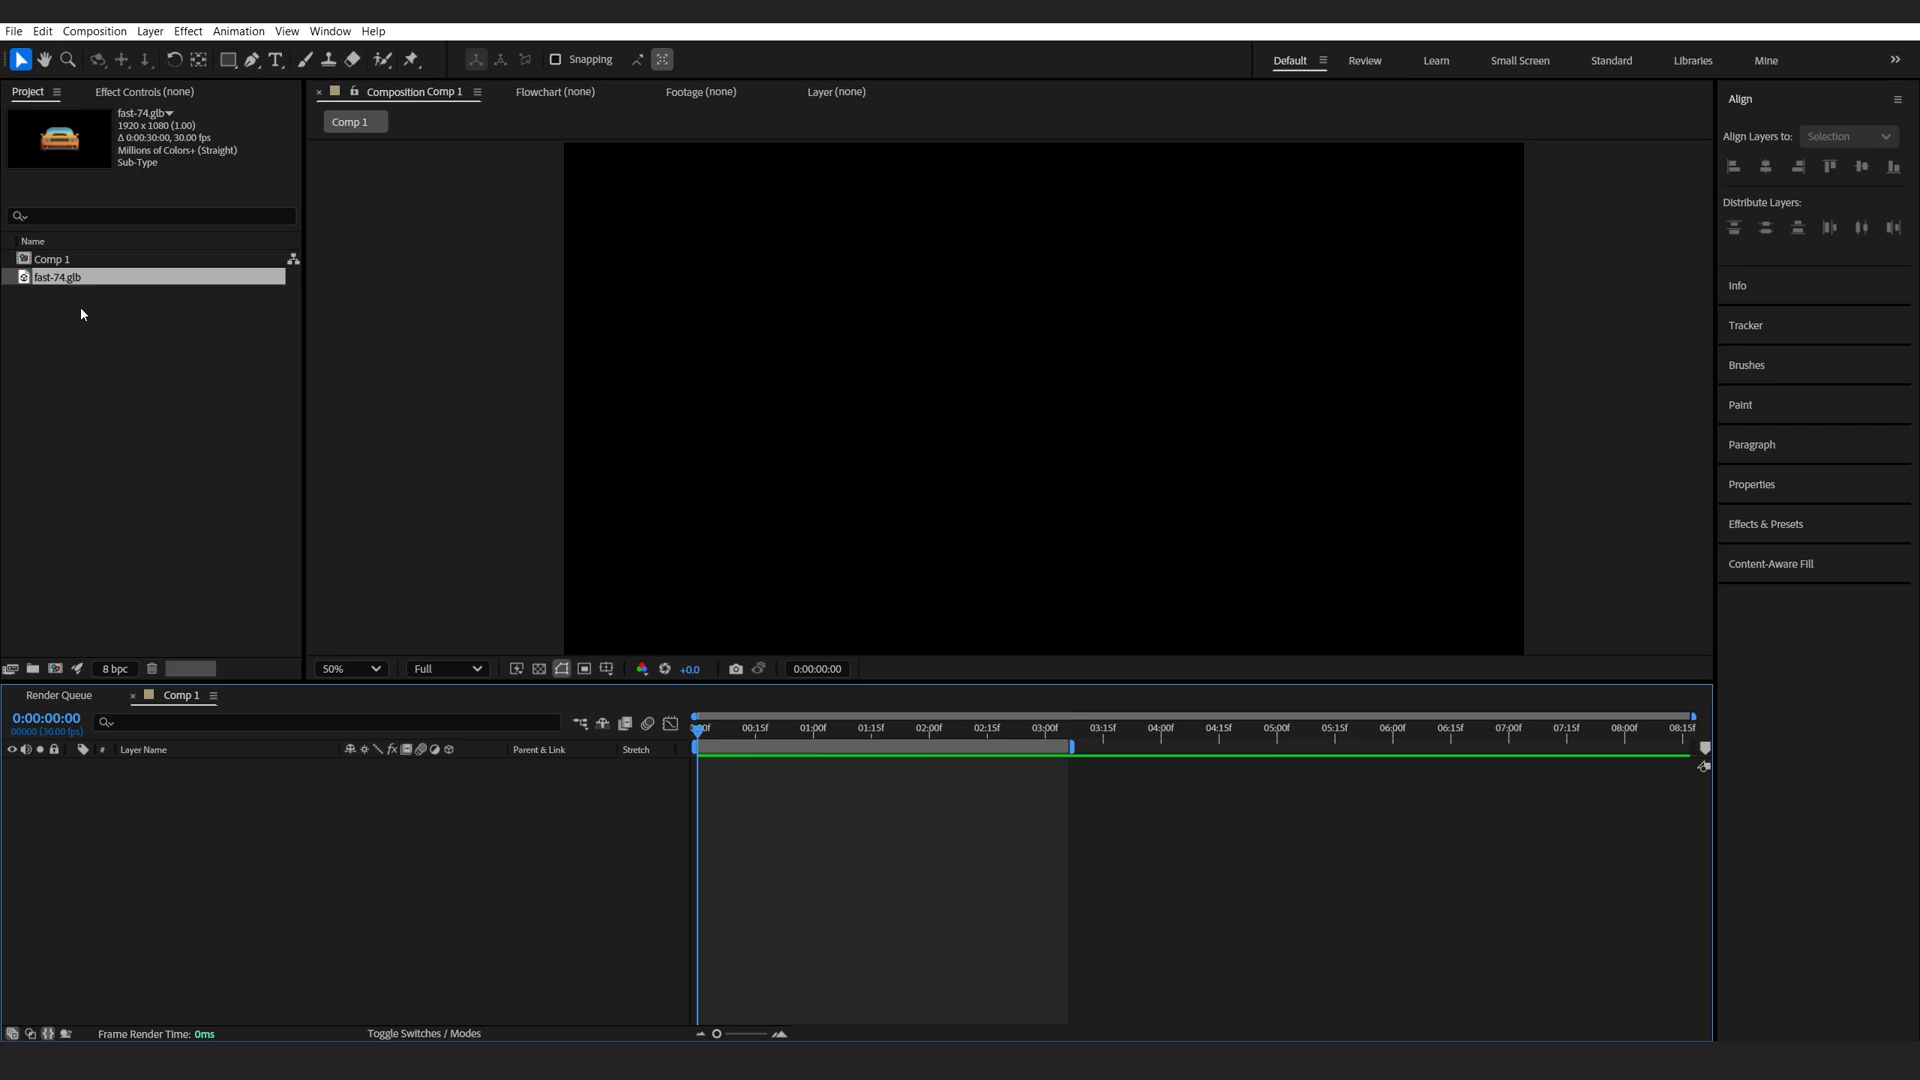 File Edit Composition Layer Effect Animation View Window Help
Snapping
Default Review Learn Small Screen Standard Libraries Mine
Project Effect Controls (none)
fast-74.glb
1920 x 1080 (1.00)
Δ 0:00:30:00, 30.00 fps
Millions of Colors+ (Straight)
Sub-Type
Name
Comp 1
fast-74.glb
8 bpc
Composition Comp 1 Flowchart (none) Footage (none) Layer (none)
Comp 1
50% Full +0.0 0:00:00:00
Align
Align Layers to: Selection
Distribute Layers:
Info
Tracker
Brushes
Paint
Paragraph
Properties
Effects & Presets
Content-Aware Fill
Render Queue Comp 1
0:00:00:00
00000 (30.00 fps)
# Layer Name Parent & Link Stretch
00:15f 01:00f 01:15f 02:00f 02:15f 03:00f 03:15f 04:00f 04:15f 05:00f 05:15f 06:00f 06:15f 07:00f 07:15f 08:00f 08:15f
Frame Render Time: 0ms Toggle Switches / Modes